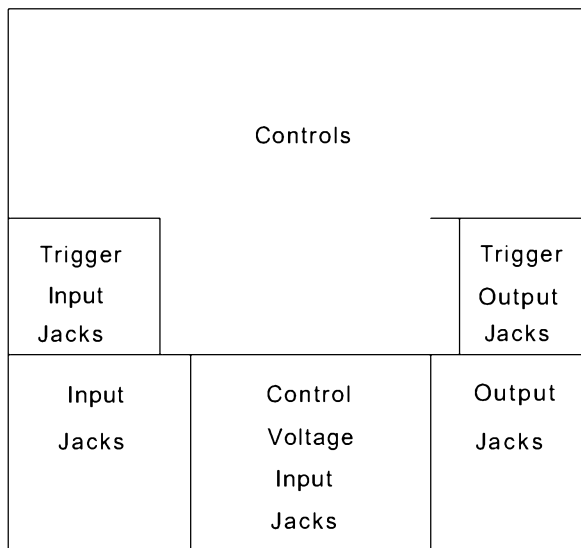 Controls
Trigger
Input
Jacks
Trigger
Output
Jacks
Input
Jacks
Control
Voltage
Input
Jacks
Output
Jacks